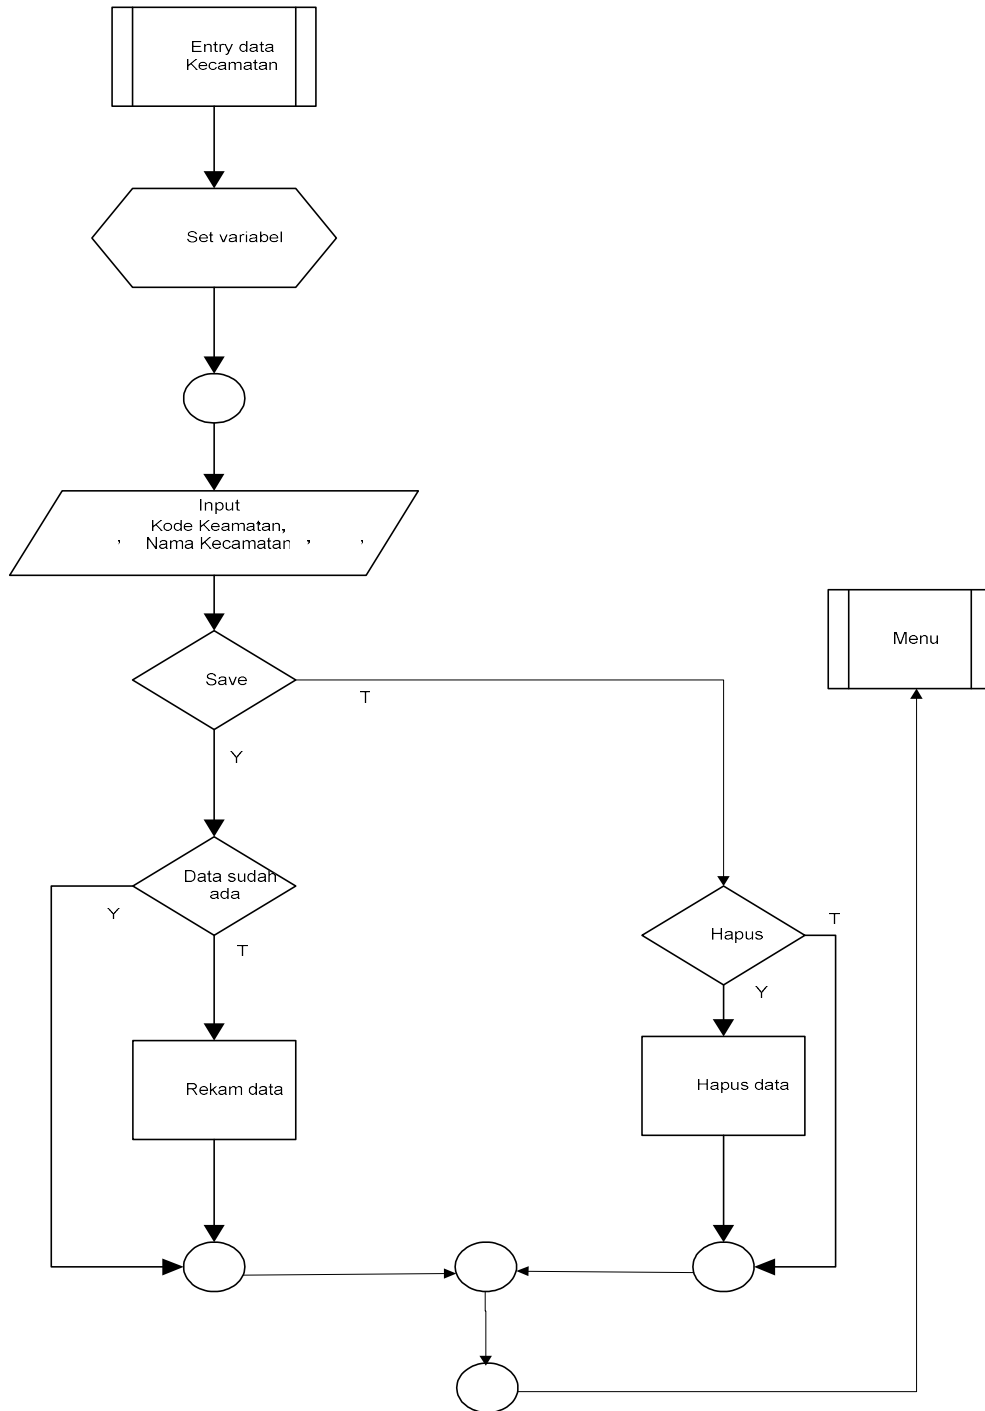 Entry data
Kecamatan
Set variabel
Input
Kode Keamatan,
, Nama Kecamatan , ,
Menu
Save
T
Y
Data sudah
ada
Y
T
Hapus
T
Y
Rekam data
Hapus data